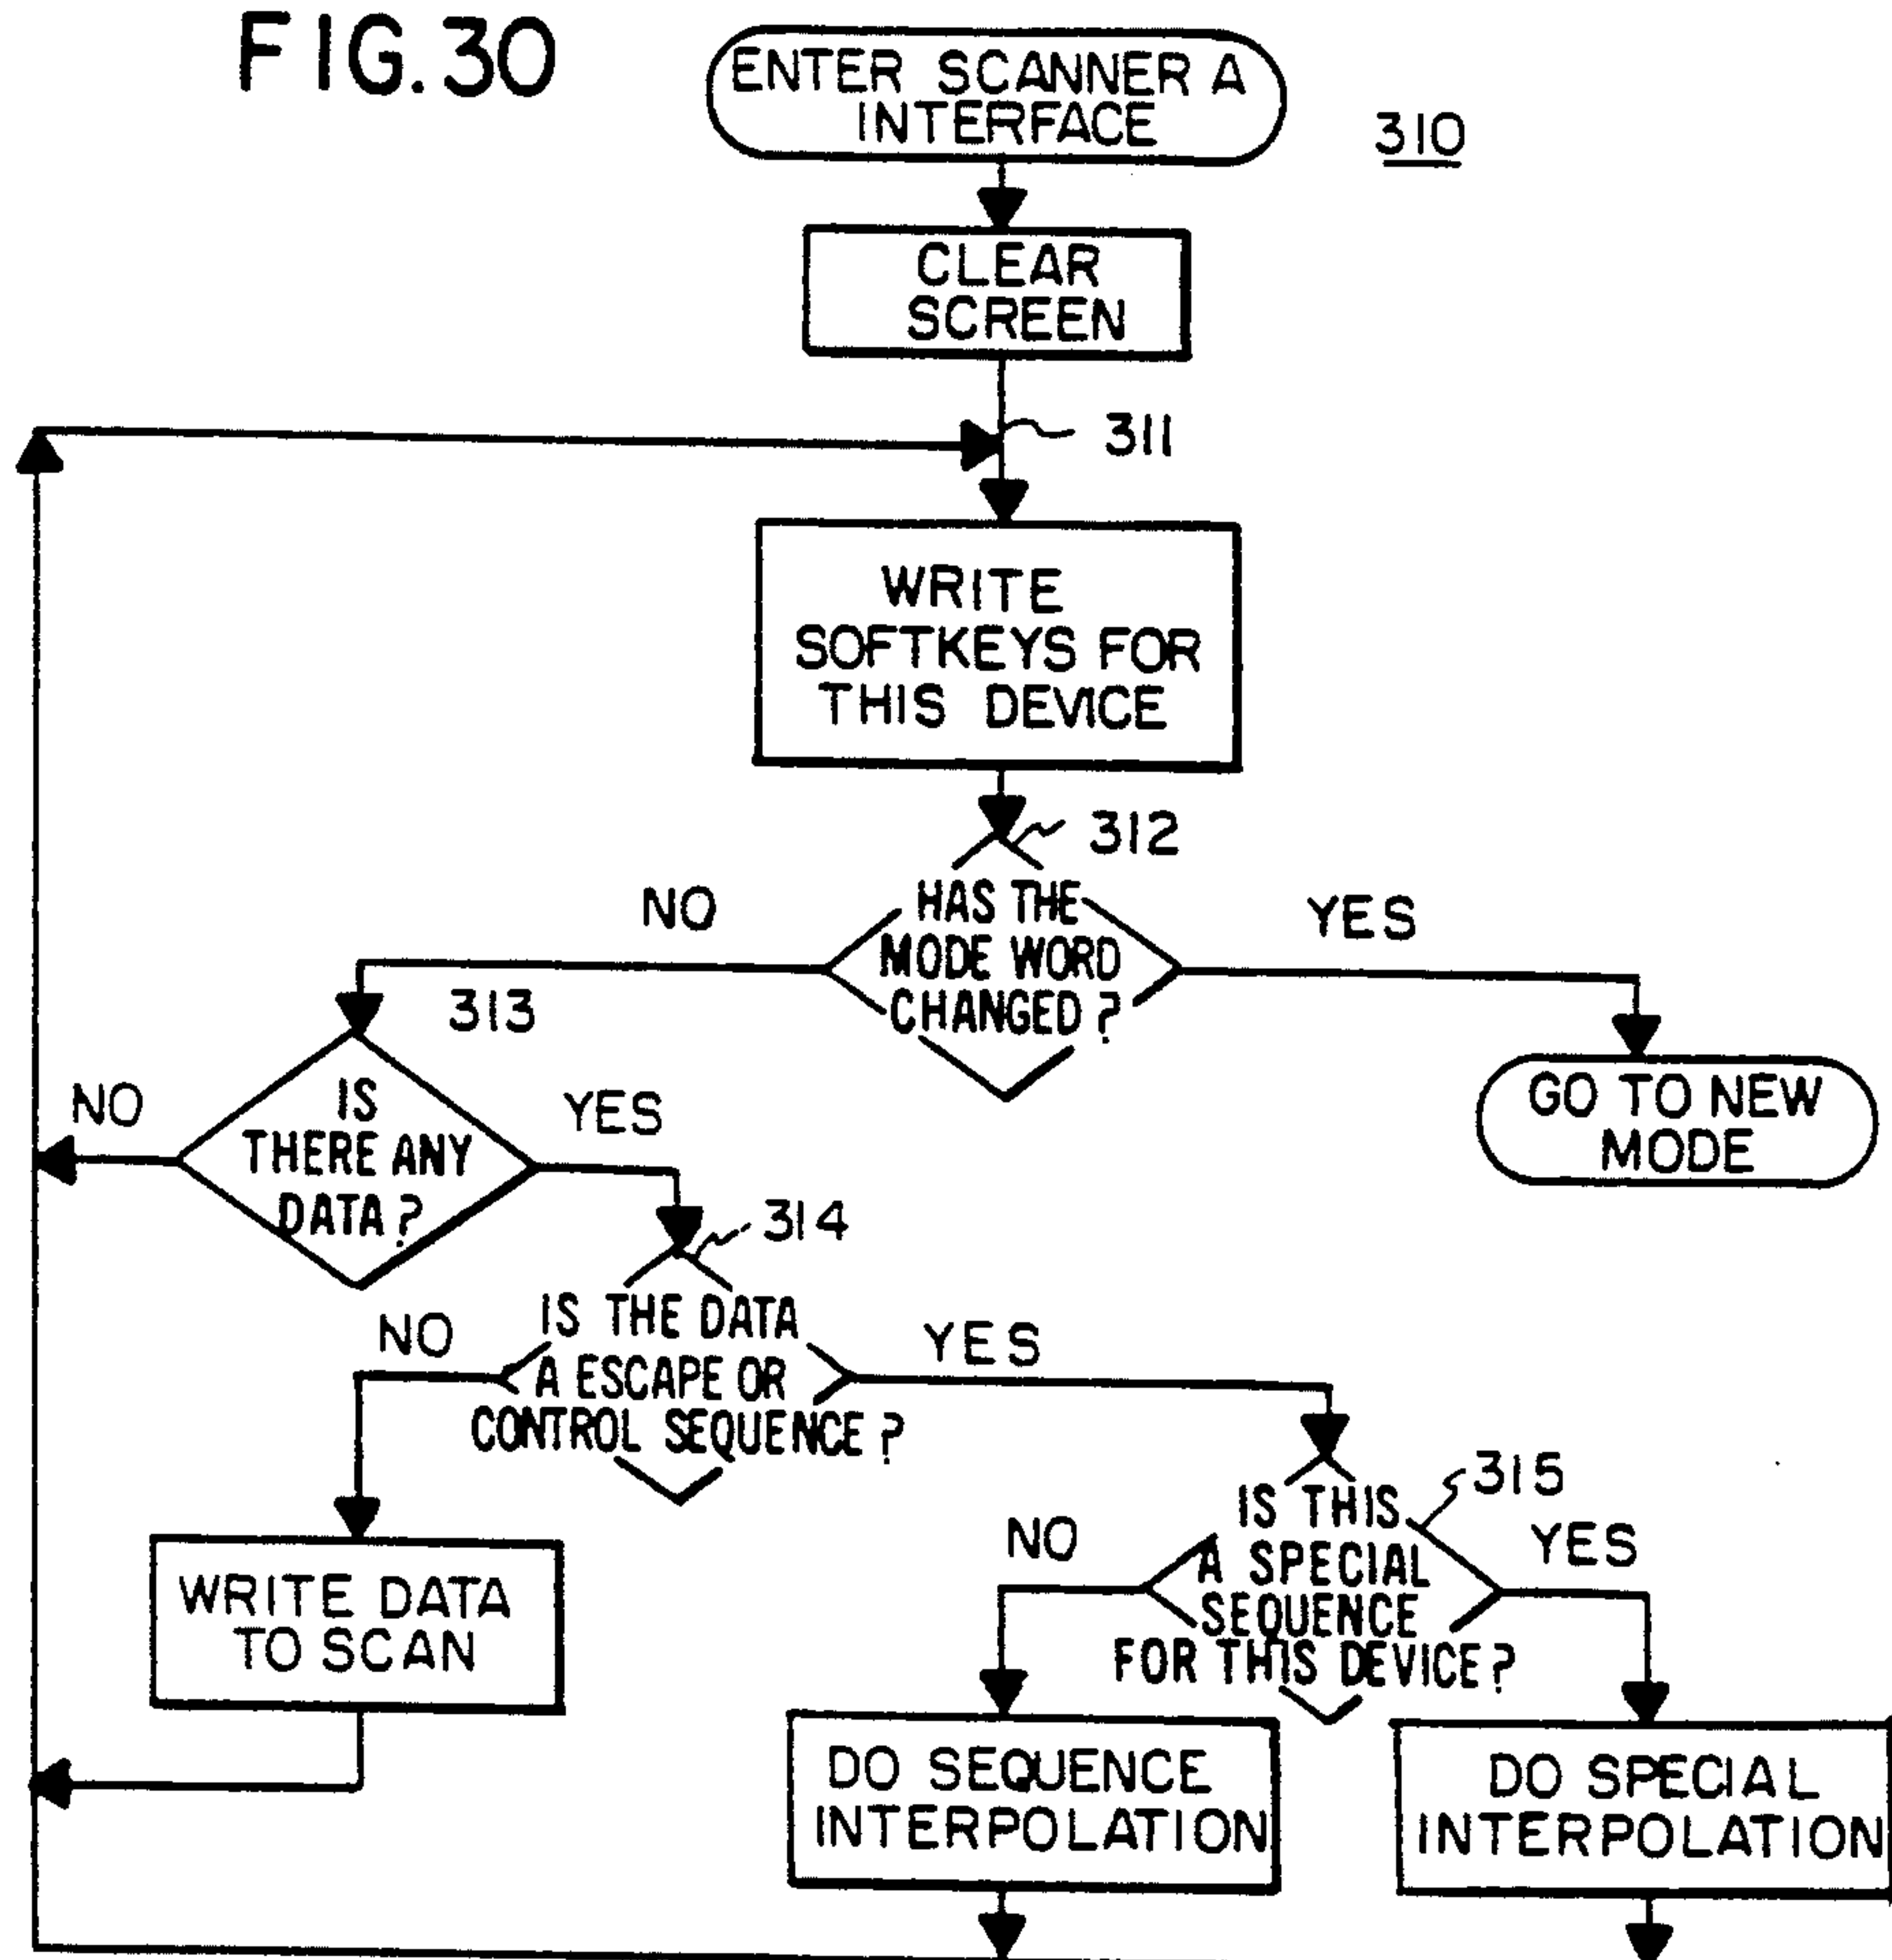 FIG.30
ENTER SCANNER A
INTERFACE
310
CLEAR
SCREEN
311
WRITE
SOFTKEYS FOR
THIS DEVICE
312
NO
HAS THE
MODE WORD
CHANGED?
YES
313
GO TO NEW
MODE
NO
IS
THERE ANY
DATA?
YES
314
NO
IS THE DATA
A ESCAPE OR
CONTROL SEQUENCE?
YES
315
NO
IS THIS
A SPECIAL
SEQUENCE
FOR THIS DEVICE?
YES
WRITE DATA
TO SCAN
DO SEQUENCE
INTERPOLATION
DO SPECIAL
INTERPOLATION